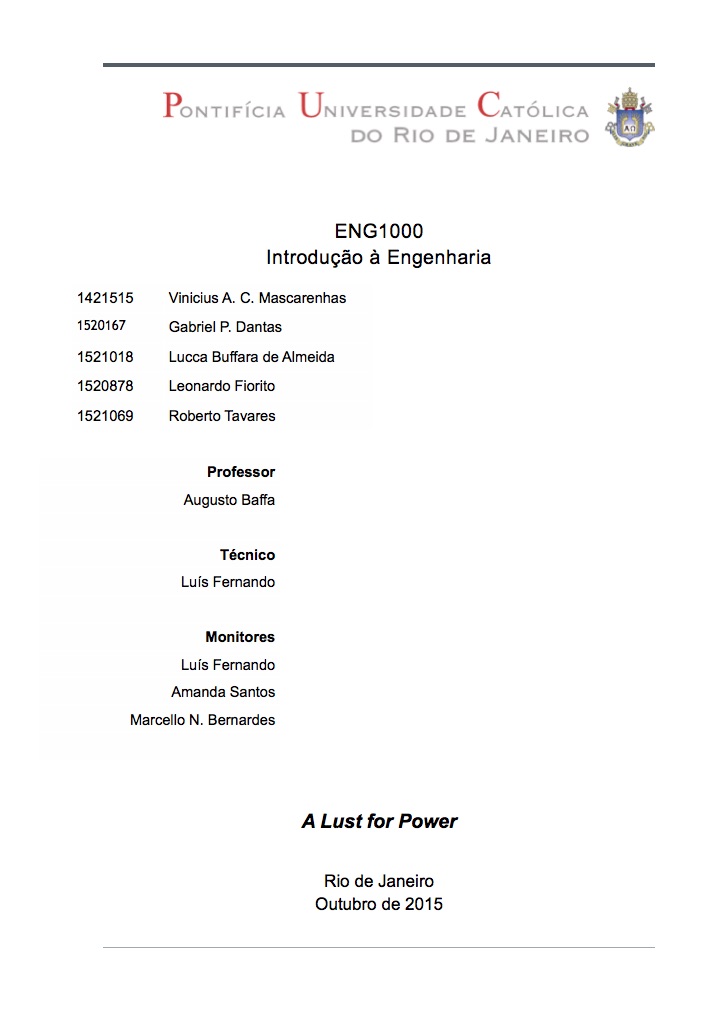 Pontifícia Universidade Católica
do Rio de Janeiro
ENG1000
Introdução à Engenharia
1421515 Vinicius A. C. Mascarenhas
1520167 Gabriel P. Dantas
1521018 Lucca Buffara de Almeida
1520878 Leonardo Fiorito
1521069 Roberto Tavares
Professor
Augusto Baffa
Técnico
Luís Fernando
Monitores
Luís Fernando
Amanda Santos
Marcello N. Bernardes
A Lust for Power
Rio de Janeiro
Outubro de 2015